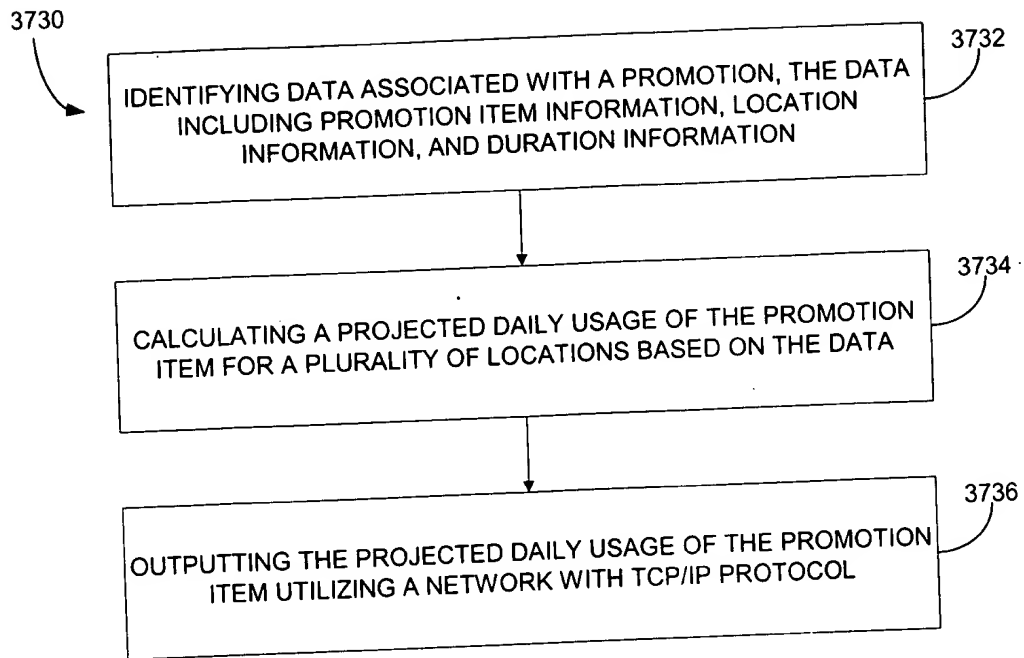 3730
3732
IDENTIFYING DATA ASSOCIATED WITH A PROMOTION, THE DATA
INCLUDING PROMOTION ITEM INFORMATION, LOCATION
INFORMATION, AND DURATION INFORMATION
3734
CALCULATING A PROJECTED DAILY USAGE OF THE PROMOTION
ITEM FOR A PLURALITY OF LOCATIONS BASED ON THE DATA
3736
OUTPUTTING THE PROJECTED DAILY USAGE OF THE PROMOTION
ITEM UTILIZING A NETWORK WITH TCP/IP PROTOCOL